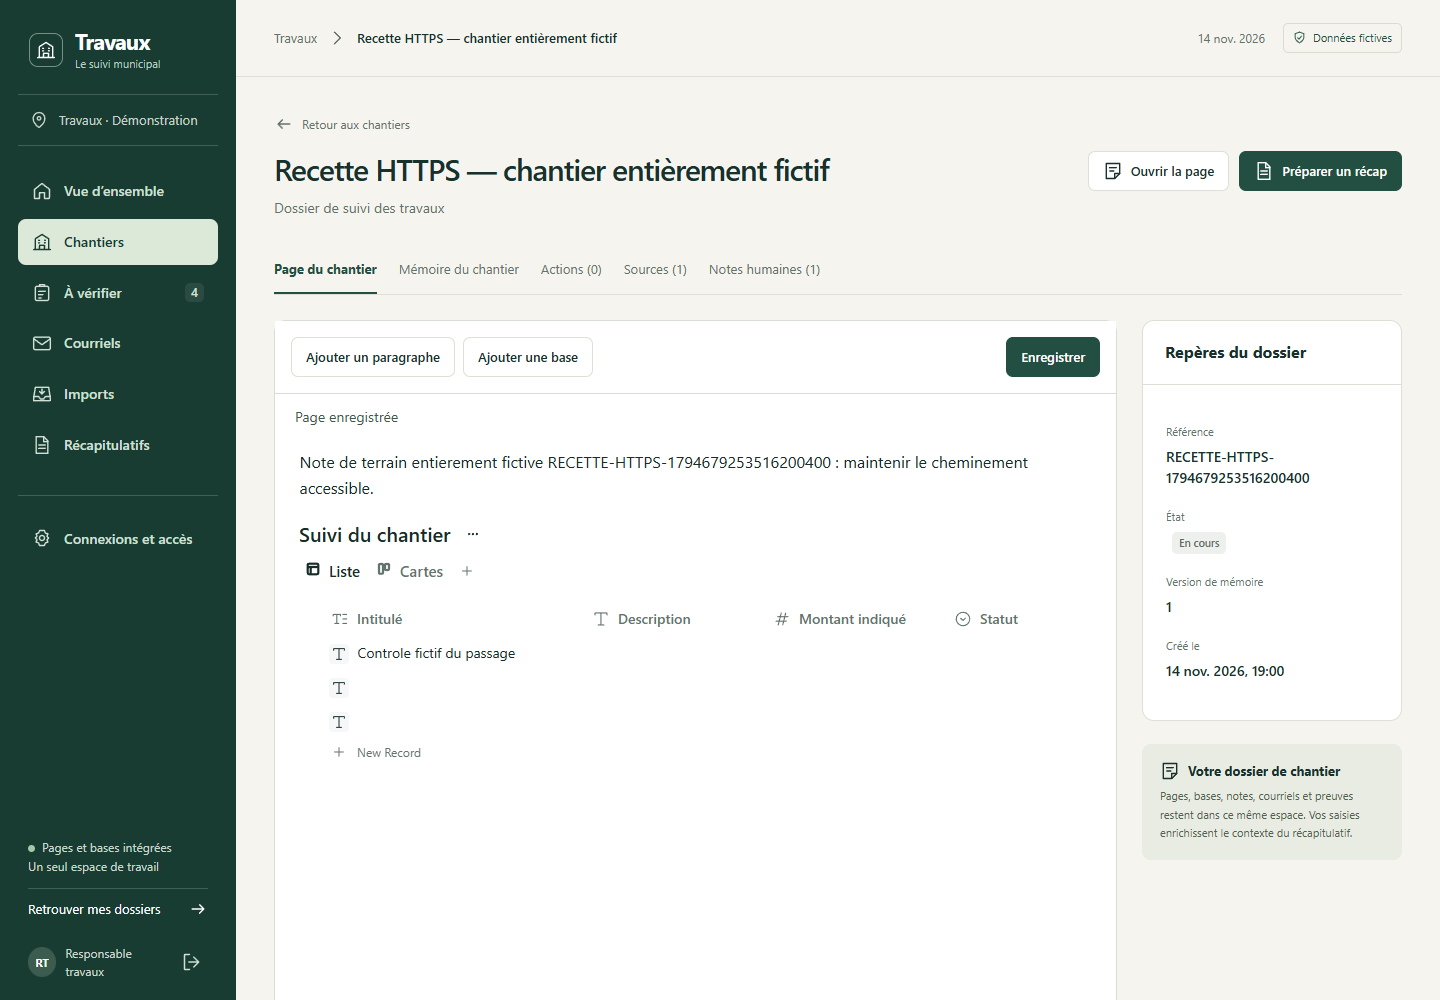 Travaux
Le suivi municipal
Travaux · Démonstration
Vue d’ensemble
Chantiers
À vérifier
4
Courriels
Imports
Récapitulatifs
Connexions et accès
Pages et bases intégrées
Un seul espace de travail
Retrouver mes dossiers
RT
Responsable
travaux
Travaux
Recette HTTPS — chantier entièrement fictif
14 nov. 2026
Données fictives
Retour aux chantiers
Recette HTTPS — chantier entièrement fictif
Dossier de suivi des travaux
Ouvrir la page
Préparer un récap
Page du chantier
Mémoire du chantier
Actions (0)
Sources (1)
Notes humaines (1)
Ajouter un paragraphe
Ajouter une base
Enregistrer
Page enregistrée
Note de terrain entierement fictive RECETTE-HTTPS-1794679253516200400 : maintenir le cheminement
accessible.
Suivi du chantier
Liste
Cartes
Intitulé
Description
Montant indiqué
Statut
Controle fictif du passage
New Record
Repères du dossier
Référence
RECETTE-HTTPS-
1794679253516200400
État
En cours
Version de mémoire
1
Créé le
14 nov. 2026, 19:00
Votre dossier de chantier
Pages, bases, notes, courriels et preuves
restent dans ce même espace. Vos saisies
enrichissent le contexte du récapitulatif.